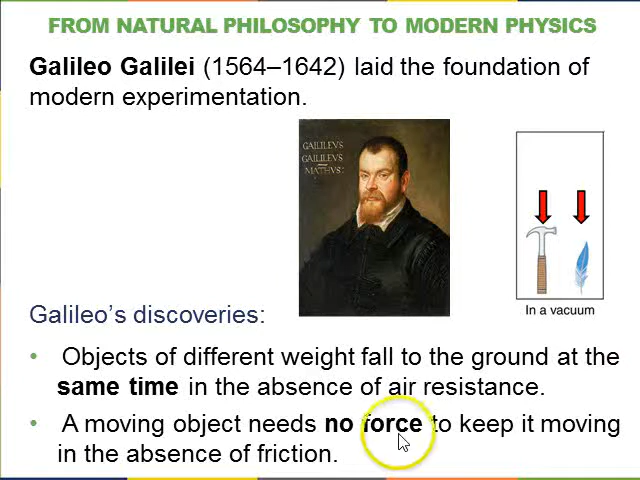 FROM NATURAL PHILOSOPHY TO MODERN PHYSICS
Galileo Galilei (1564–1642) laid the foundation of
modern experimentation.
GAILILEVS
GAILILEVS
MATHVS:
In a vacuum
Galileo's discoveries:
• Objects of different weight fall to the ground at the
same time in the absence of air resistance.
• A moving object needs no force to keep it moving
in the absence of friction.